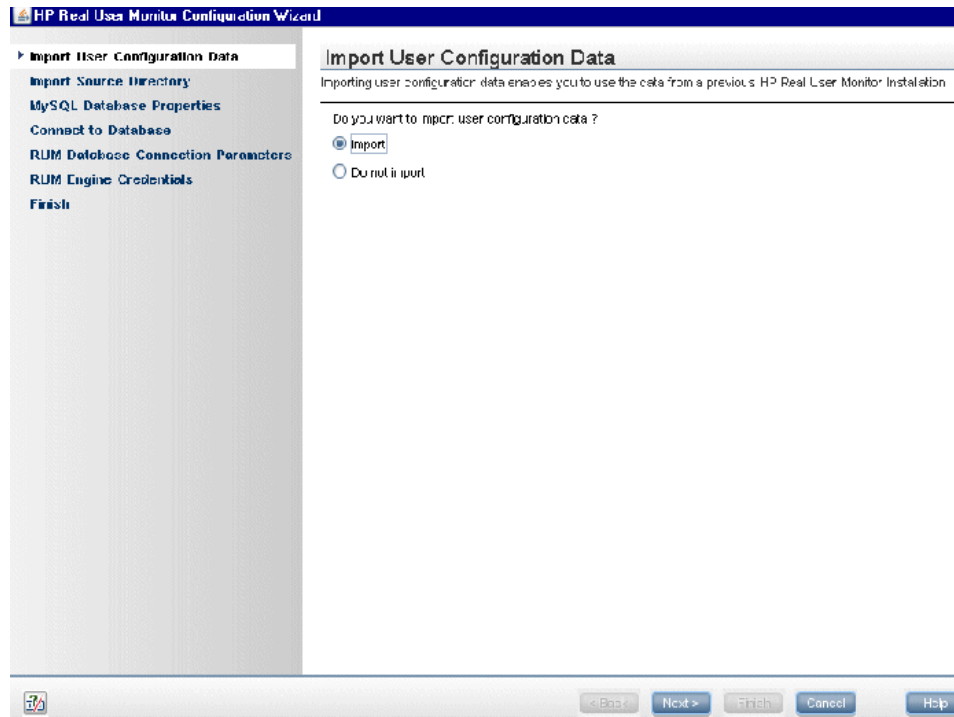 HP Real User Monitor Configuration Wizard
Import User Configuration Data
Import Source Directory
MySQL Database Properties
Connect to Database
RUM Database Connection Parameters
RUM Engine Credentials
Finish
Import User Configuration Data
Importing user configuration data enables you to use the data from a previous HP Real User Monitor Installation
Do you want to import user configuration data ?
Import
Do not import
< Back
Next >
Finish
Cancel
Help